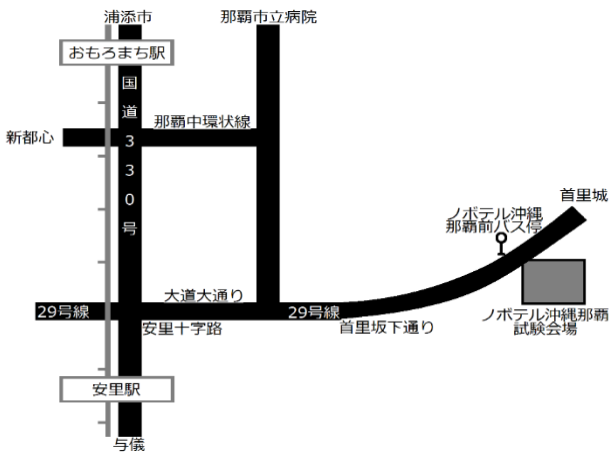 浦添市
那覇市立病院
おもろまち駅
国道330号
那覇中環状線
新都心
首里城
ノボテル沖縄
那覇前バス停
大道大通り
29号線
29号線
安里十字路
首里坂下通り
ノボテル沖縄那覇
試験会場
安里駅
与儀